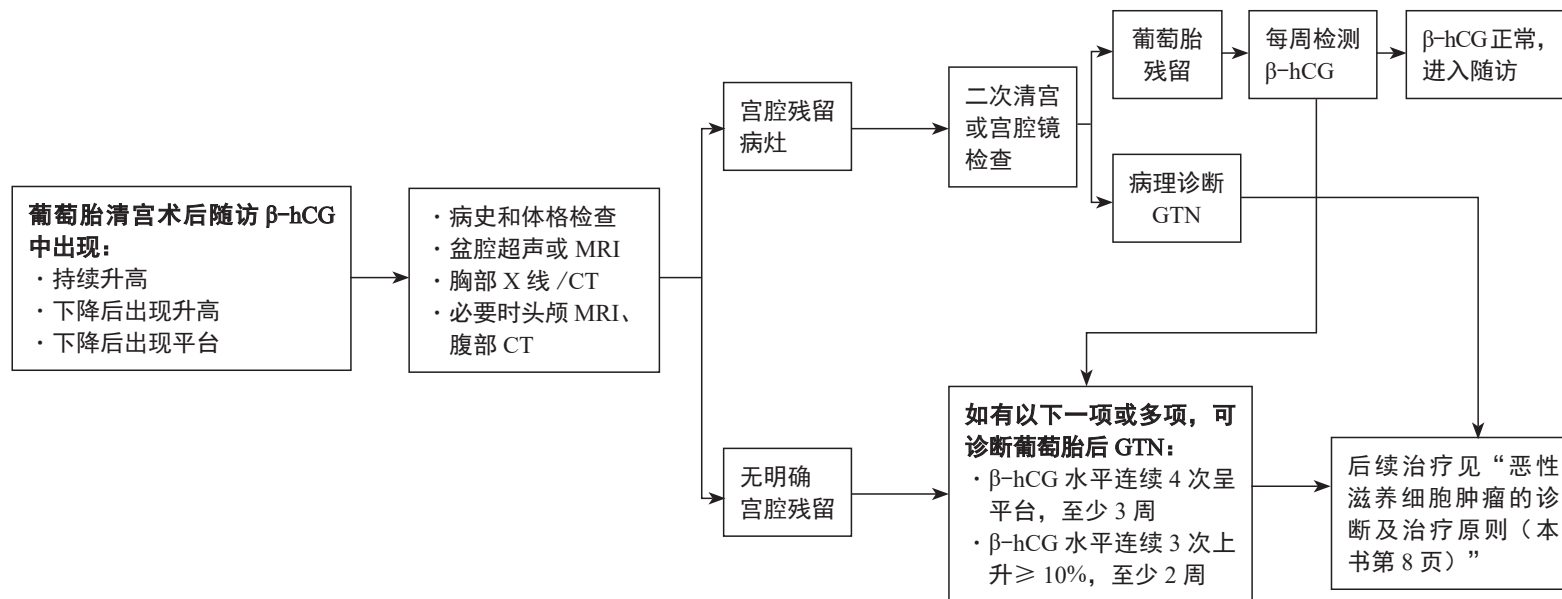 葡萄胎清宫术后随访 β-hCG
中出现：
· 持续升高
· 下降后出现升高
· 下降后出现平台
· 病史和体格检查
· 盆腔超声或 MRI
· 胸部 X 线 /CT
· 必要时头颅 MRI、
腹部 CT
宫腔残留
病灶
二次清宫
或宫腔镜
检查
葡萄胎
残留
每周检测
β-hCG
β-hCG 正常，
进入随访
病理诊断
GTN
无明确
宫腔残留
如有以下一项或多项，可
诊断葡萄胎后 GTN：
· β-hCG 水平连续 4 次呈
平台，至少 3 周
· β-hCG 水平连续 3 次上
升≥ 10%，至少 2 周
后续治疗见“恶性
滋养细胞肿瘤的诊
断及治疗原则（本
书第 8 页）”